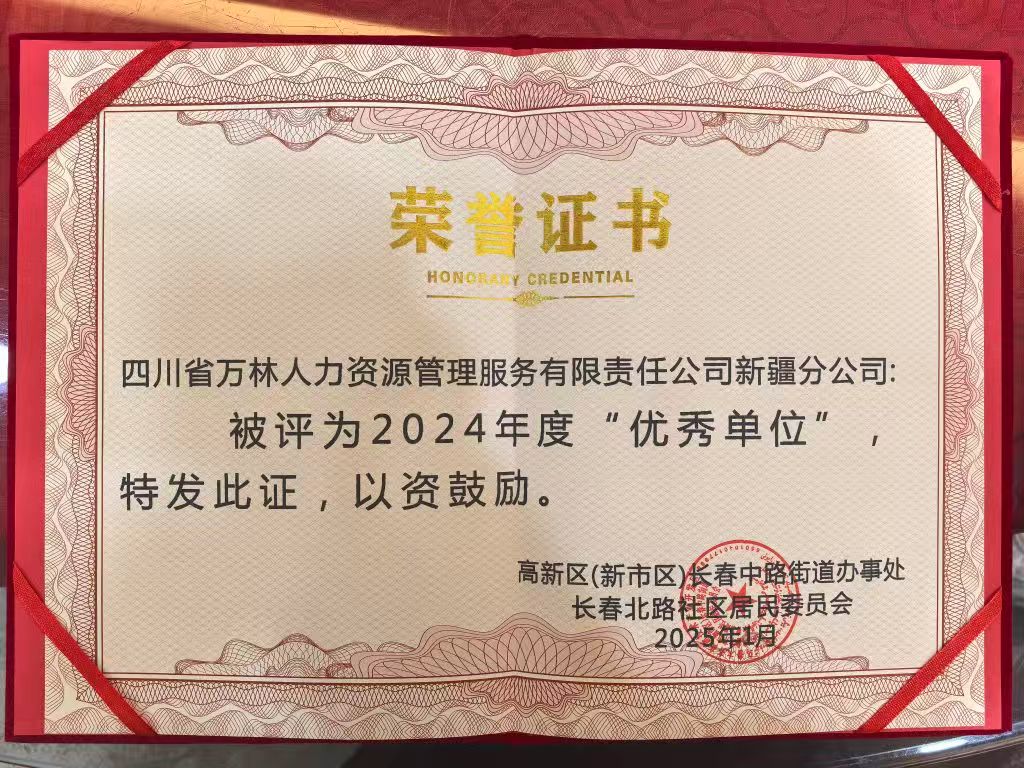 荣誉证书
HONORARY CREDENTIAL
四川省万林人力资源管理服务有限责任公司新疆分公司:
被评为2024年度“优秀单位”，
特发此证，以资鼓励。
高新区(新市区)长春中路街道办事处
长春北路社区居民委员会
2025年1月